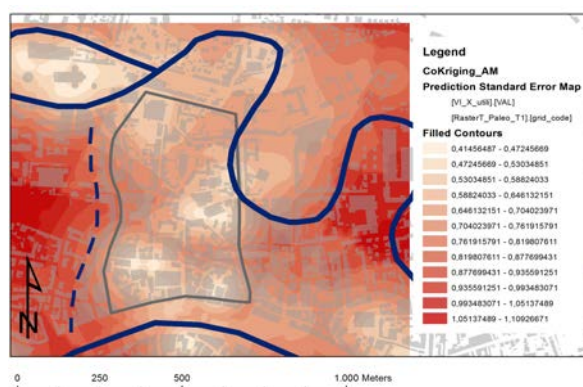 Legend
CoKriging_AM
Prediction Standard Error Map
[VI_X_utili].[VAL]
[RasterT_Paleo_T1].[grid_code]
Filled Contours
0,41456487 - 0,47245669
0,47245669 - 0,53034851
0,53034851 - 0,58824033
0,58824033 - 0,646132151
0,646132151 - 0,704023971
0,704023971 - 0,761915791
0,761915791 - 0,819807611
0,819807611 - 0,877699431
0,877699431 - 0,935591251
0,935591251 - 0,993483071
0,993483071 - 1,05137489
1,05137489 - 1,10926671
N
0 250 500 1.000 Meters